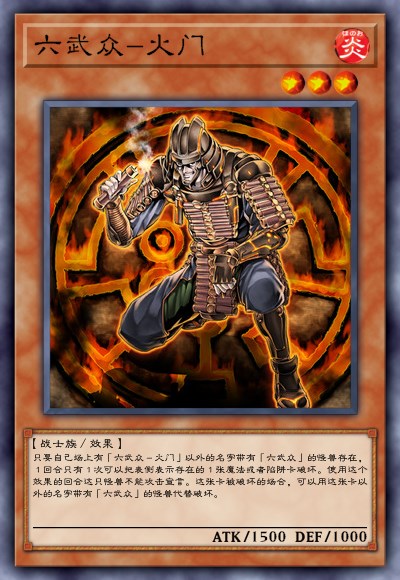 六武众-火门
ほのお
炎
【战士族/效果】
只要自己场上有「六武众-火门」以外的名字带有「六武众」的怪兽存在，
1回合只有1次可以把表侧表示存在的1张魔法或者陷阱卡破坏。使用这个
效果的回合这只怪兽不能攻击宣言。这张卡被破坏的场合，可以用这张卡以
外的名字带有「六武众」的怪兽代替破坏。
ATK/1500 DEF/1000